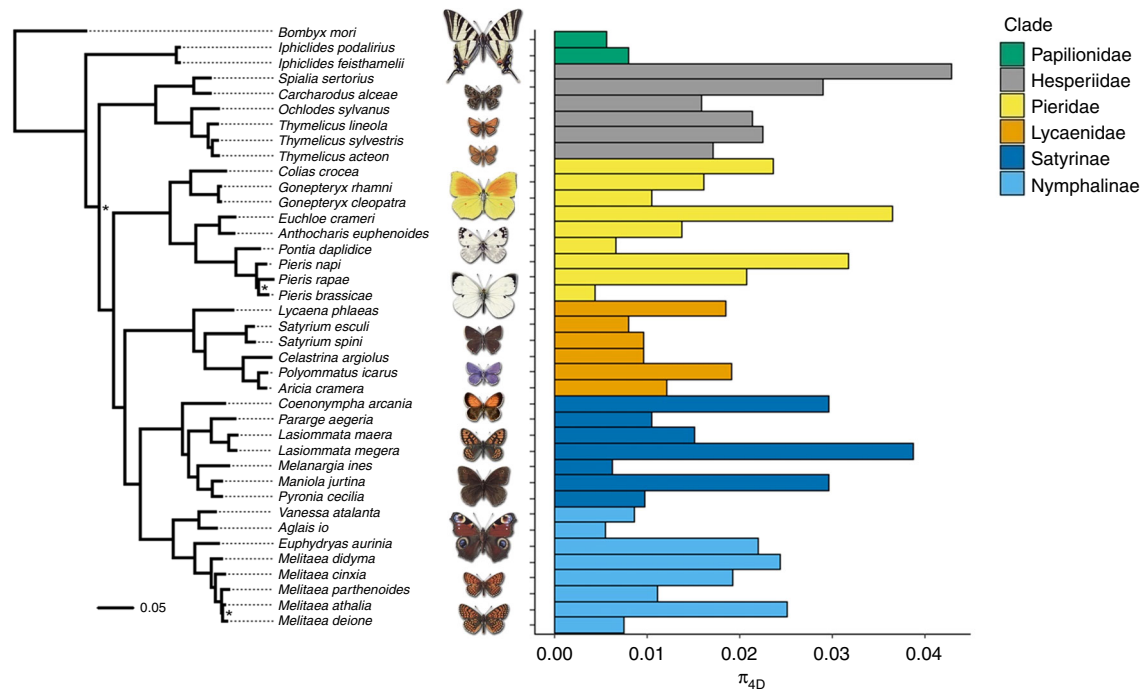 Bombyx mori
Iphiclides podalirius
Iphiclides feisthamelii
Spialia sertorius
Carcharodus alceae
Ochlodes sylvanus
Thymelicus lineola
Thymelicus sylvestris
Thymelicus acteon
Colias crocea
Gonepteryx rhamni
Gonepteryx cleopatra
Euchloe crameri
Anthocharis euphenoides
Pontia daplidice
Pieris napi
Pieris rapae
Pieris brassicae
Lycaena phlaeas
Satyrium esculi
Satyrium spini
Celastrina argiolus
Polyommatus icarus
Aricia cramera
Coenonympha arcania
Pararge aegeria
Lasiommata maera
Lasiommata megera
Melanargia ines
Maniola jurtina
Pyronia cecilia
Vanessa atalanta
Aglais io
Euphydryas aurinia
Melitaea didyma
Melitaea cinxia
Melitaea parthenoides
Melitaea athalia
Melitaea deione
*
*
*
0.05
0.00 0.01 0.02 0.03 0.04
π4D
Clade
Papilionidae
Hesperiidae
Pieridae
Lycaenidae
Satyrinae
Nymphalinae